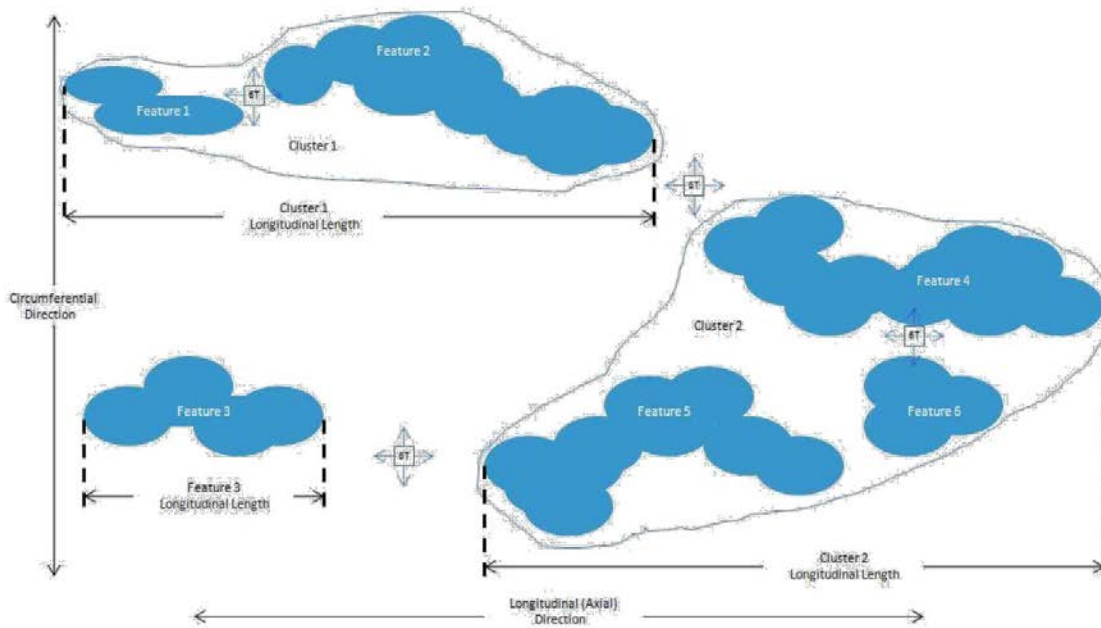 Feature 2
Feature 1
6T
Cluster 1
6T
Cluster 1
Longitudinal Length
Circumferential
Direction
Feature 4
Cluster 2
6T
Feature 3
Feature 5
Feature 6
6T
Feature 3
Longitudinal Length
Cluster 2
Longitudinal Length
Longitudinal (Axial)
Direction